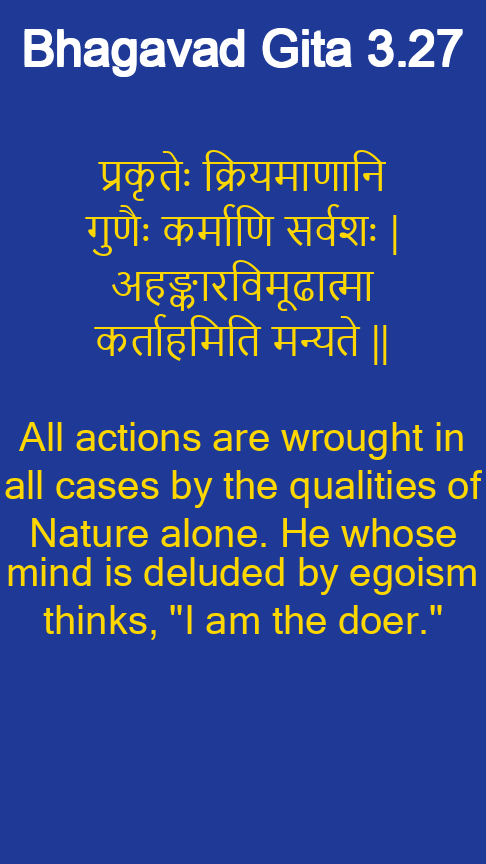 Bhagavad Gita 3.27
प्रकृतेः क्रियमाणानि
गुणैः कर्माणि सर्वशः |
अहङ्कारविमूढात्मा
कर्ताहमिति मन्यते ||
All actions are wrought in
all cases by the qualities of
Nature alone. He whose
mind is deluded by egoism
thinks, "I am the doer."